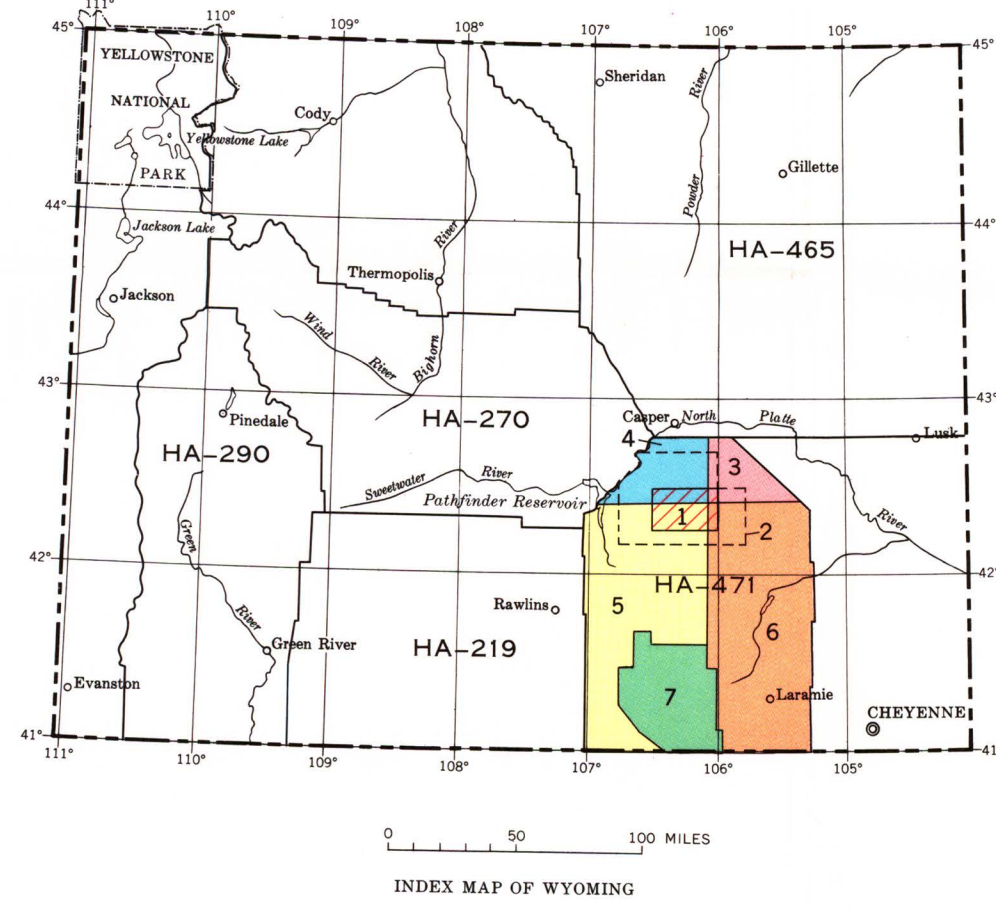 111° 110° 109° 108° 107° 106° 105°
45° 45°
YELLOWSTONE
NATIONAL
PARK
Yellowstone Lake
Cody
Sheridan
Powder River
Gillette
44° 44°
Jackson Lake
Jackson
Thermopolis
River
Bighorn
Wind River
HA-465
43° 43°
Pinedale
HA-290
HA-270
Casper
North Platte
River
Lusk
4
3
Sweetwater River
Pathfinder Reservoir
1
2
Green
River
42° 42°
HA-471
Rawlins
5
6
HA-219
Green River
7
Evanston
Laramie
CHEYENNE
41° 41
111° 110° 109° 108° 107° 106° 105°
0 50 100 MILES
INDEX MAP OF WYOMING